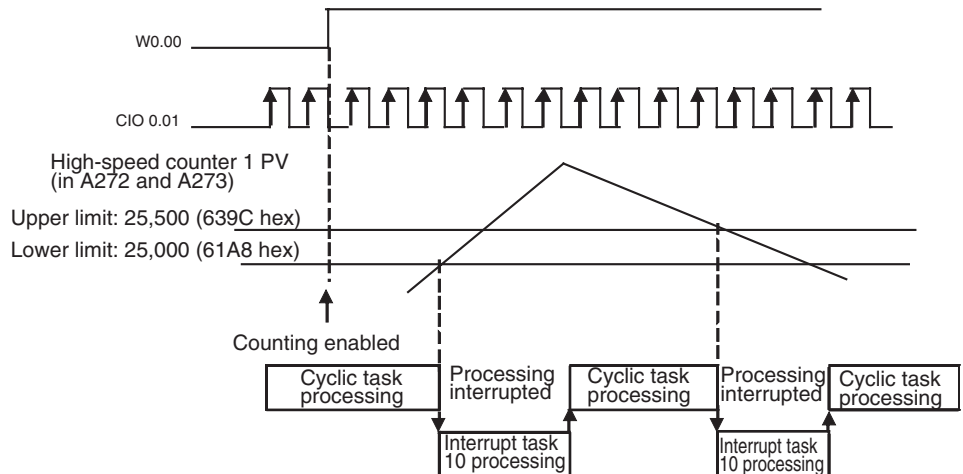 W0.00
CIO 0.01
High-speed counter 1 PV
(in A272 and A273)
Upper limit: 25,500 (639C hex)
Lower limit: 25,000 (61A8 hex)
Counting enabled
Cyclic task
processing
Processing
interrupted
Cyclic task
processing
Processing
interrupted
Cyclic task
processing
Interrupt task
10 processing
Interrupt task
10 processing